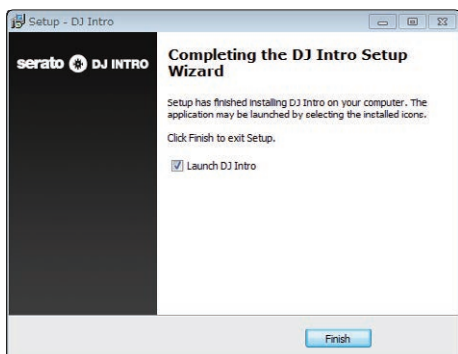 Setup - DJ Intro
serato DJ INTRO
Completing the DJ Intro Setup
Wizard
Setup has finished installing DJ Intro on your computer. The
application may be launched by selecting the installed icons.
Click Finish to exit Setup.
Launch DJ Intro
Finish